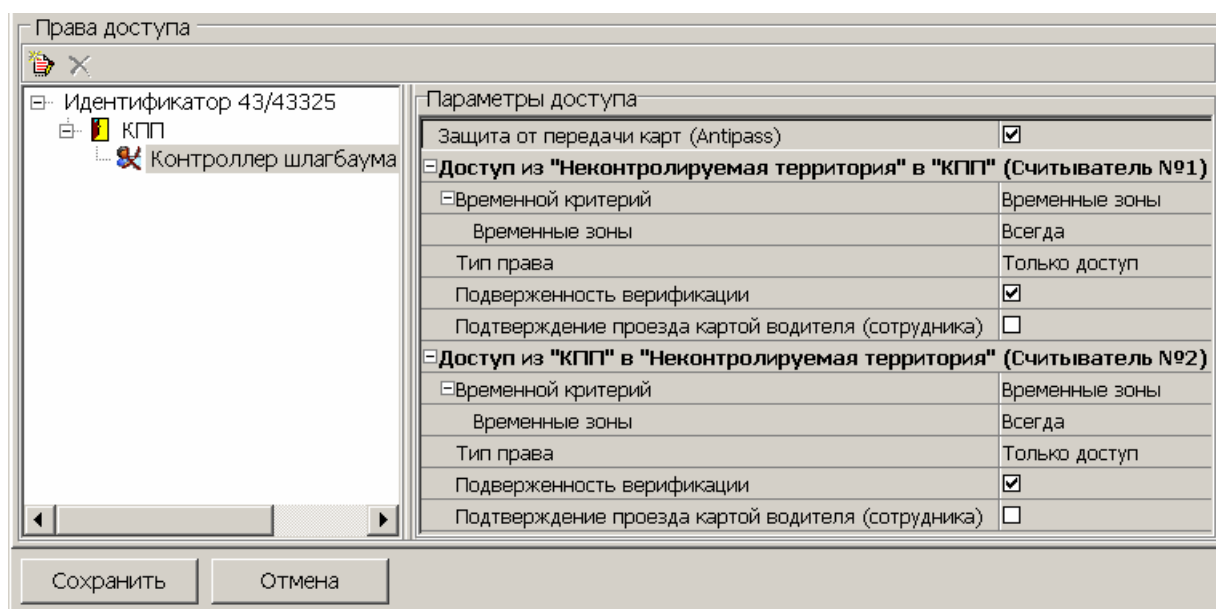 Права доступа
Идентификатор 43/43325
КПП
Контроллер шлагбаума
Параметры доступа
Защита от передачи карт (Antipass)
Доступ из "Неконтролируемая территория" в "КПП" (Считыватель №1)
Временной критерий Временные зоны
Временные зоны Всегда
Тип права Только доступ
Подверженность верификации
Подтверждение проезда картой водителя (сотрудника)
Доступ из "КПП" в "Неконтролируемая территория" (Считыватель №2)
Временной критерий Временные зоны
Временные зоны Всегда
Тип права Только доступ
Подверженность верификации
Подтверждение проезда картой водителя (сотрудника)
Сохранить Отмена